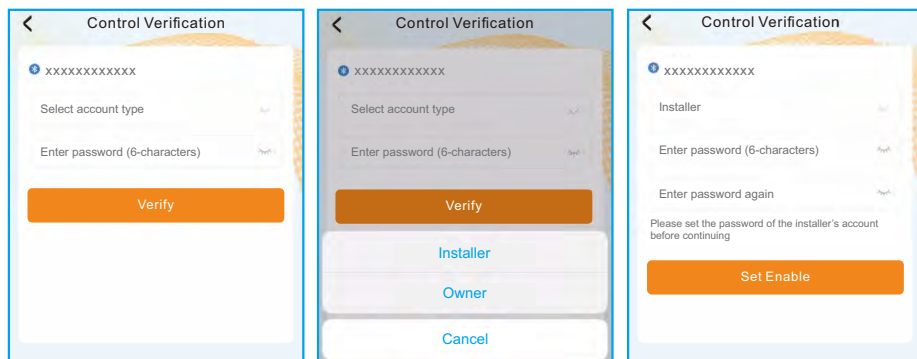 Control Verification
xxxxxxxxxxxx
Select account type
Enter password (6-characters)
Verify
Control Verification
xxxxxxxxxxxx
Select account type
Enter password (6-characters)
Verify
Installer
Owner
Cancel
Control Verification
xxxxxxxxxxxx
Installer
Enter password (6-characters)
Enter password again
Please set the password of the installer's account
before continuing
Set Enable